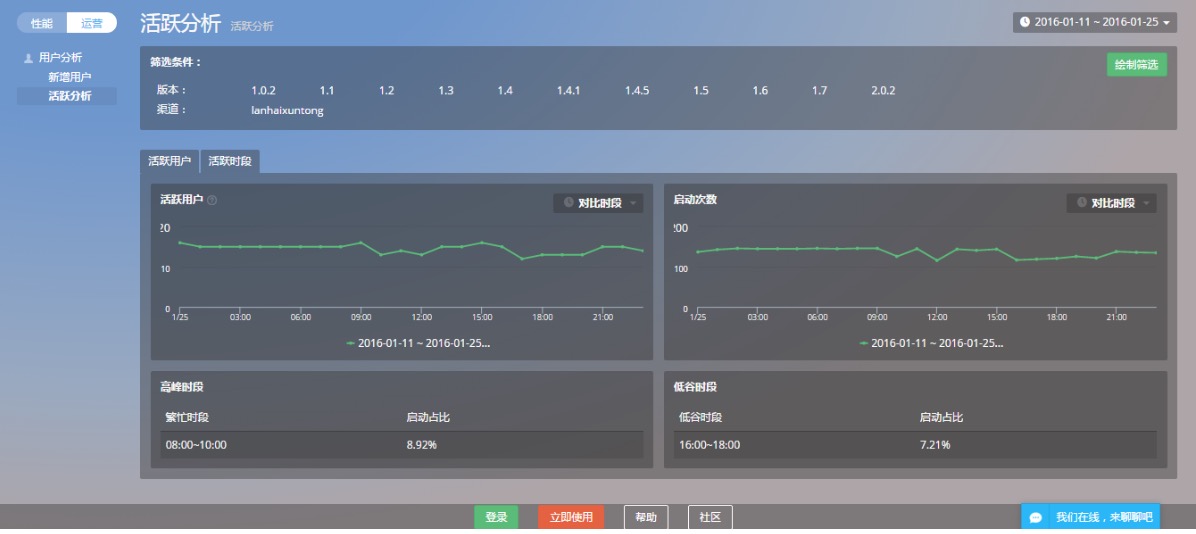 性能 运营
活跃分析 活跃分析
2016-01-11 ~ 2016-01-25
用户分析
新增用户
活跃分析
筛选条件：
绘制筛选
版本： 1.0.2 1.1 1.2 1.3 1.4 1.4.1 1.4.5 1.5 1.6 1.7 2.0.2
渠道： lanhaixuntong
活跃用户 活跃时段
活跃用户 ?
对比时段
20
10
0
1/25 03:00 06:00 09:00 12:00 15:00 18:00 21:00
2016-01-11 ~ 2016-01-25...
启动次数
对比时段
200
100
0
1/25 03:00 06:00 09:00 12:00 15:00 18:00 21:00
2016-01-11 ~ 2016-01-25...
高峰时段
繁忙时段 启动占比
08:00~10:00 8.92%
低谷时段
低谷时段 启动占比
16:00~18:00 7.21%
登录 立即使用 帮助 社区
我们在线，来聊聊吧